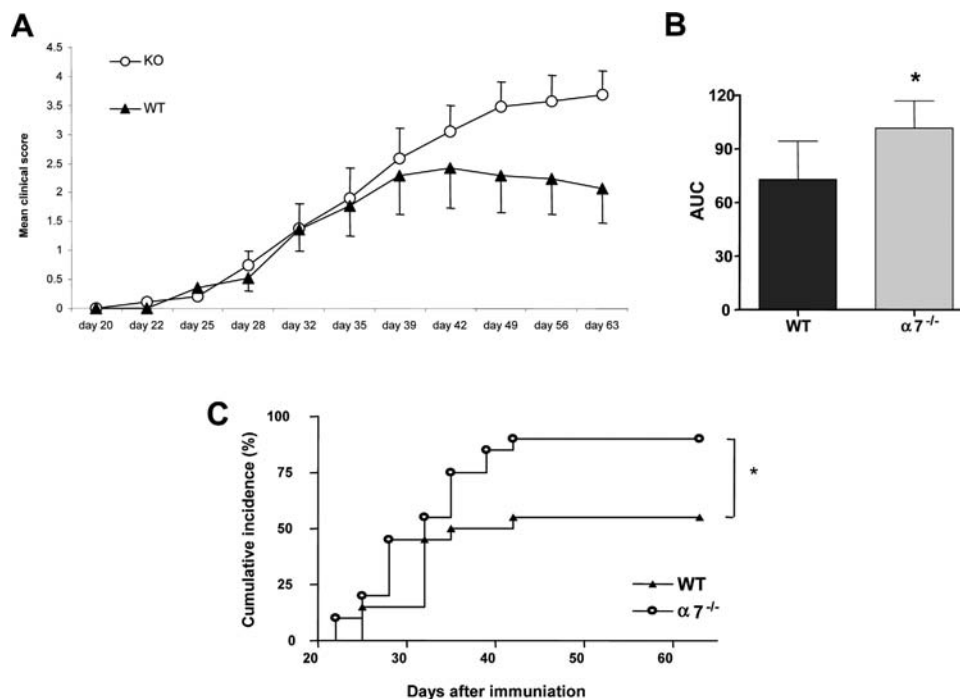 A
4.5
4
3.5
3
2.5
2
1.5
1
0.5
0
Mean clinical score
KO
WT
day 20 day 22 day 25 day 28 day 32 day 35 day 39 day 42 day 49 day 56 day 63
B
*
120
90
60
30
0
AUC
WT α7 -/-
C
100
75
50
25
0
Cumulative incidence (%)
*
WT
α7 -/-
20 30 40 50 60
Days after immuniation